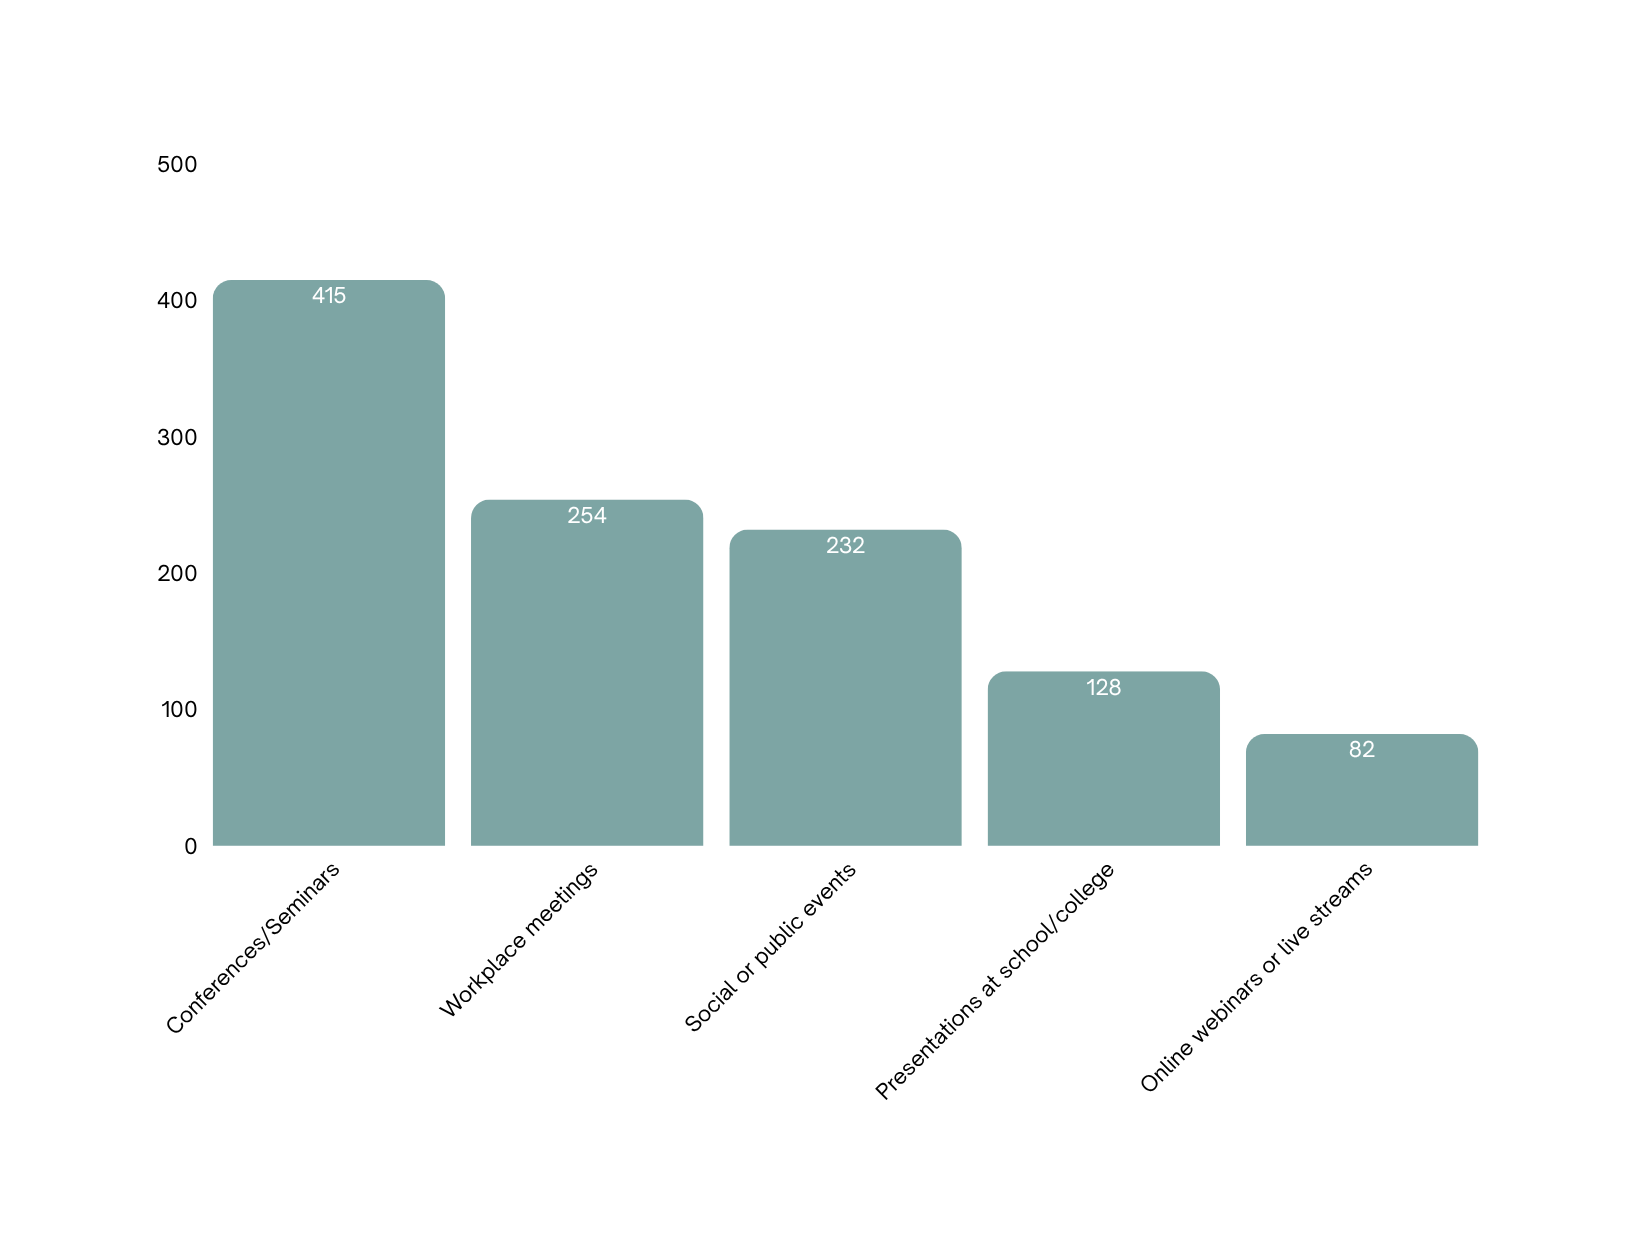 500
400
300
200
100
0
415
254
232
128
82
Conferences/Seminars
Workplace meetings
Social or public events
Presentations at school/college
Online webinars or live streams